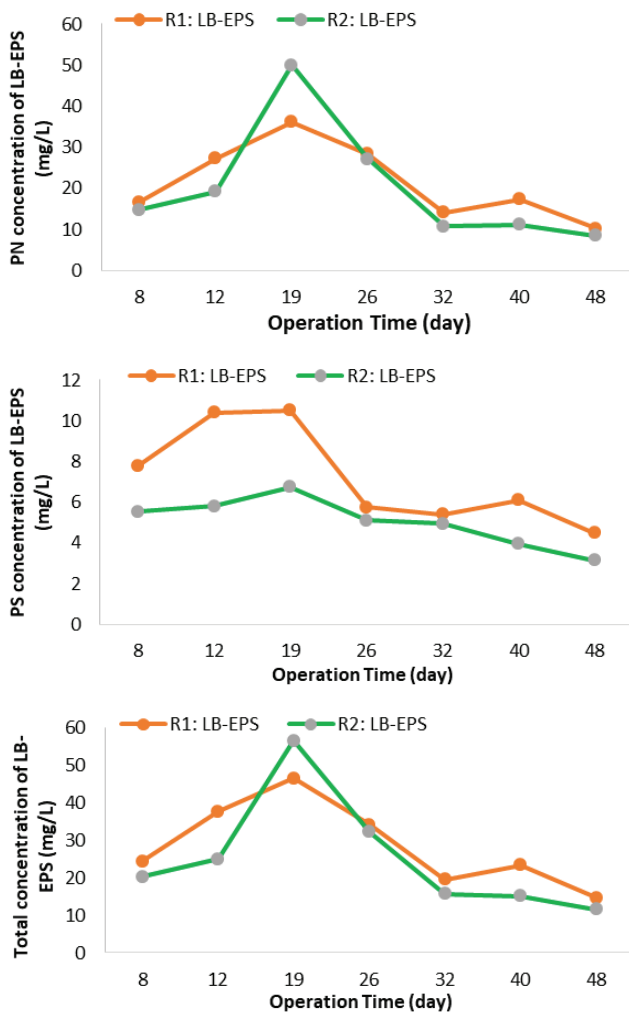 R1: LB-EPS R2: LB-EPS
PN concentration of LB-EPS
(mg/L)
60
50
40
30
20
10
0
8 12 19 26 32 40 48
Operation Time (day)
R1: LB-EPS R2: LB-EPS
PS concentration of LB-EPS
(mg/L)
12
10
8
6
4
2
0
8 12 19 26 32 40 48
Operation Time (day)
R1: LB-EPS R2: LB-EPS
Total concentration of LB-
EPS (mg/L)
60
50
40
30
20
10
0
8 12 19 26 32 40 48
Operation Time (day)